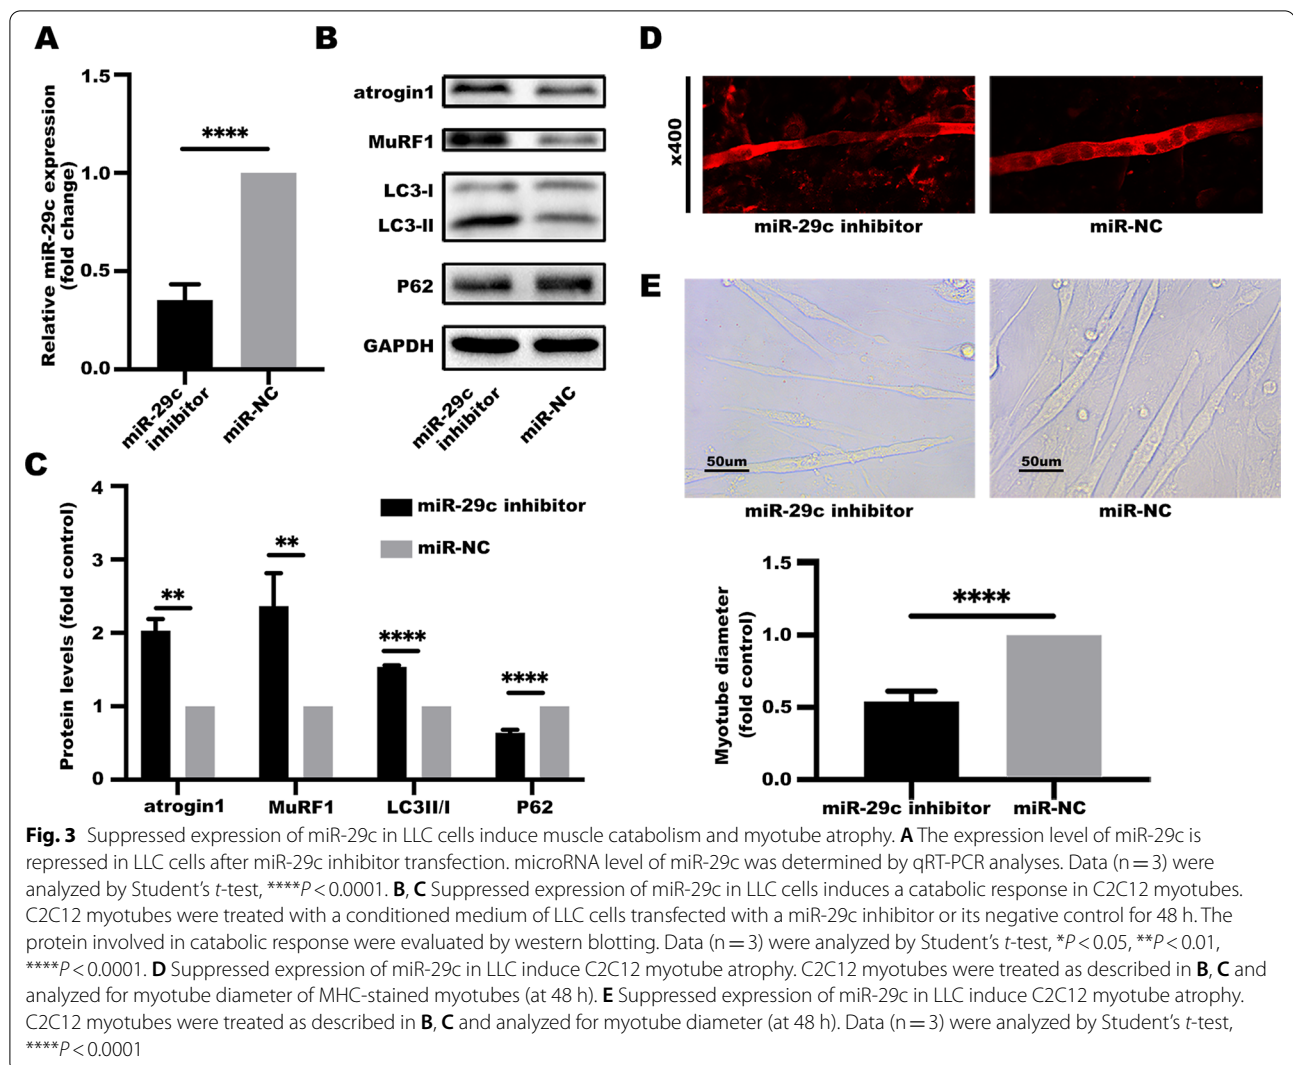 A
1.5
1.0
0.5
0.0
Relative miR-29c expression
(fold change)
****
miR-29c
inhibitor
miR-NC
B
atrogin1
MuRF1
LC3-I
LC3-II
P62
GAPDH
miR-29c
inhibitor
miR-NC
C
4
3
2
1
0
Protein levels (fold control)
miR-29c inhibitor
miR-NC
**
**
****
****
atrogin1
MuRF1
LC3II/I
P62
D
x400
miR-29c inhibitor
miR-NC
E
50um
50um
miR-29c inhibitor
miR-NC
1.5
1.0
0.5
0.0
Myotube diameter
(fold control)
****
miR-29c inhibitor
miR-NC
Fig. 3 Suppressed expression of miR-29c in LLC cells induce muscle catabolism and myotube atrophy. A The expression level of miR-29c is
repressed in LLC cells after miR-29c inhibitor transfection. microRNA level of miR-29c was determined by qRT-PCR analyses. Data (n = 3) were
analyzed by Student's t-test, ****P < 0.0001. B, C Suppressed expression of miR-29c in LLC cells induces a catabolic response in C2C12 myotubes.
C2C12 myotubes were treated with a conditioned medium of LLC cells transfected with a miR-29c inhibitor or its negative control for 48 h. The
protein involved in catabolic response were evaluated by western blotting. Data (n = 3) were analyzed by Student's t-test, *P < 0.05, **P < 0.01,
****P < 0.0001. D Suppressed expression of miR-29c in LLC induce C2C12 myotube atrophy. C2C12 myotubes were treated as described in B, C and
analyzed for myotube diameter of MHC-stained myotubes (at 48 h). E Suppressed expression of miR-29c in LLC induce C2C12 myotube atrophy.
C2C12 myotubes were treated as described in B, C and analyzed for myotube diameter (at 48 h). Data (n = 3) were analyzed by Student's t-test,
****P < 0.0001